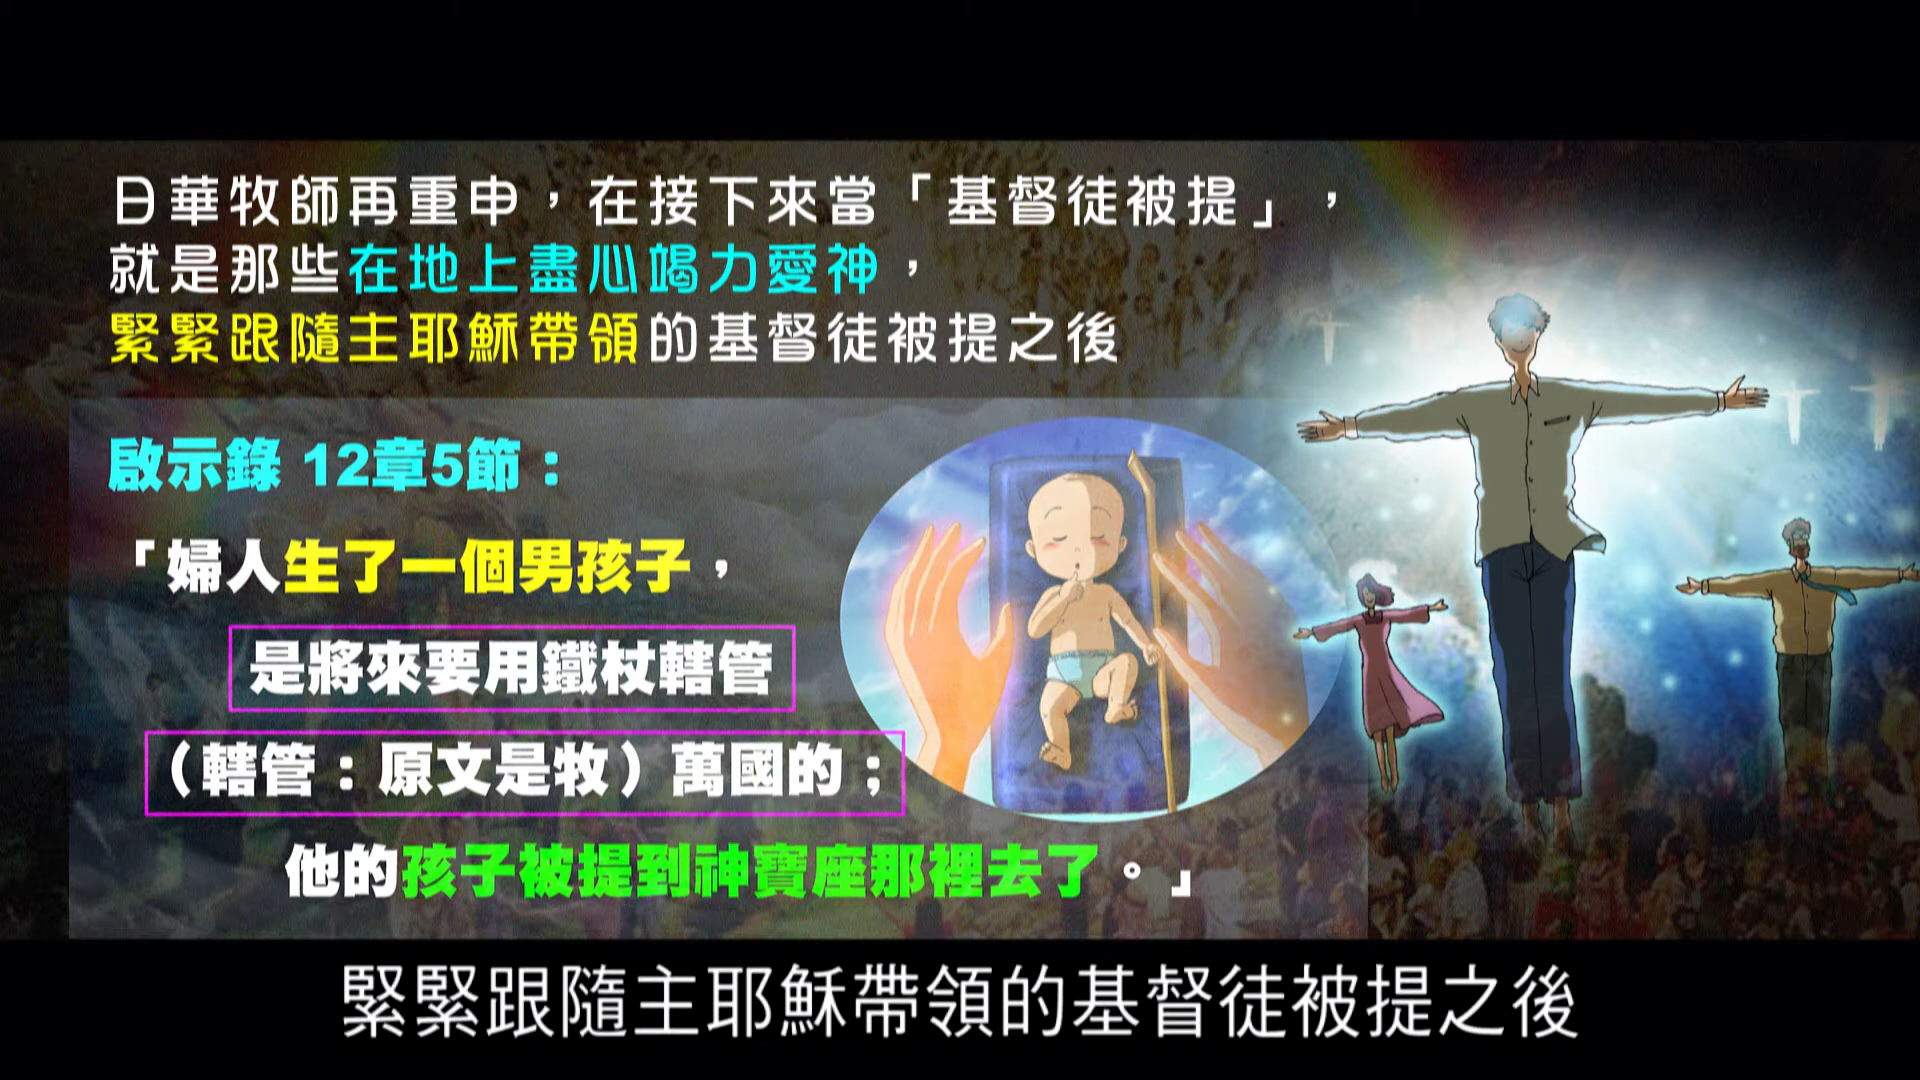 日華牧師再重申，在接下來當「基督徒被提」，
就是那些在地上盡心竭力愛神，
緊緊跟隨主耶穌帶領的基督徒被提之後
啟示錄 12章5節：
「婦人生了一個男孩子，
是將來要用鐵杖轄管
（轄管：原文是牧）萬國的；
他的孩子被提到神寶座那裡去了。」
緊緊跟隨主耶穌帶領的基督徒被提之後